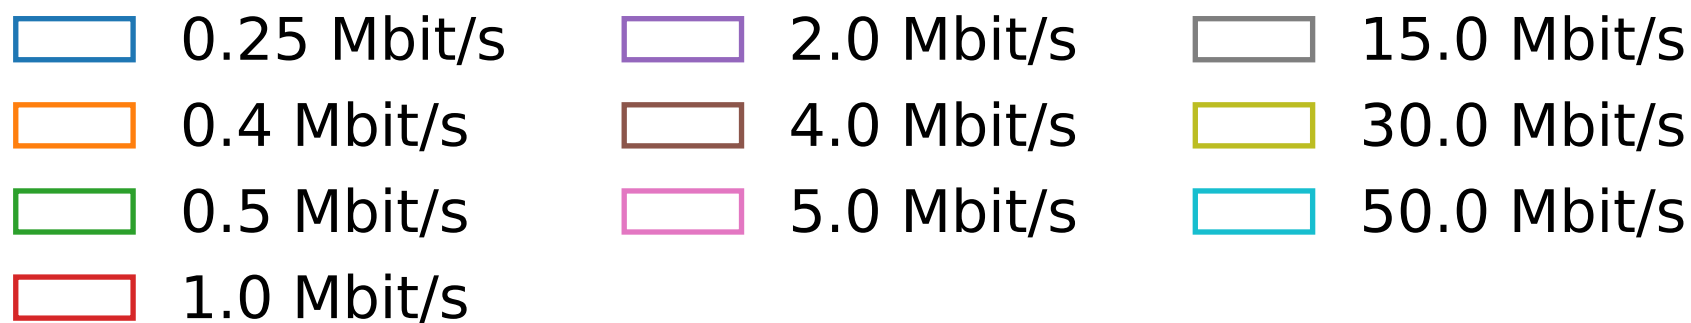 0.25 Mbit/s
0.4 Mbit/s
0.5 Mbit/s
1.0 Mbit/s
2.0 Mbit/s
4.0 Mbit/s
5.0 Mbit/s
15.0 Mbit/s
30.0 Mbit/s
50.0 Mbit/s